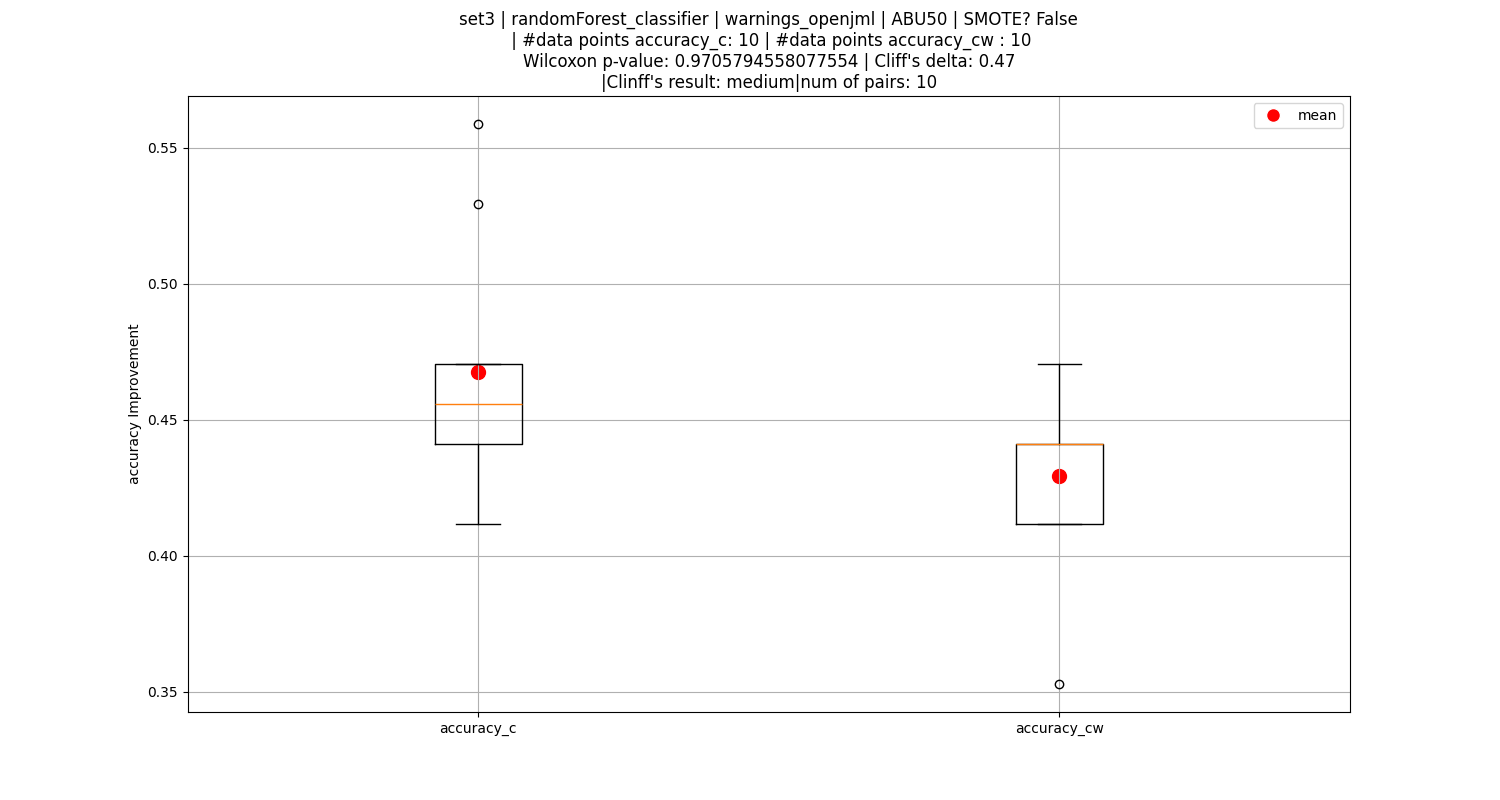 set3 | randomForest_classifier | warnings_openjml | ABU50 | SMOTE? False
| #data points accuracy_c: 10 | #data points accuracy_cw : 10
Wilcoxon p-value: 0.9705794558077554 | Cliff's delta: 0.47
|Clinff's result: medium|num of pairs: 10
mean
0.55
0.50
0.45
0.40
0.35
accuracy Improvement
accuracy_c
accuracy_cw